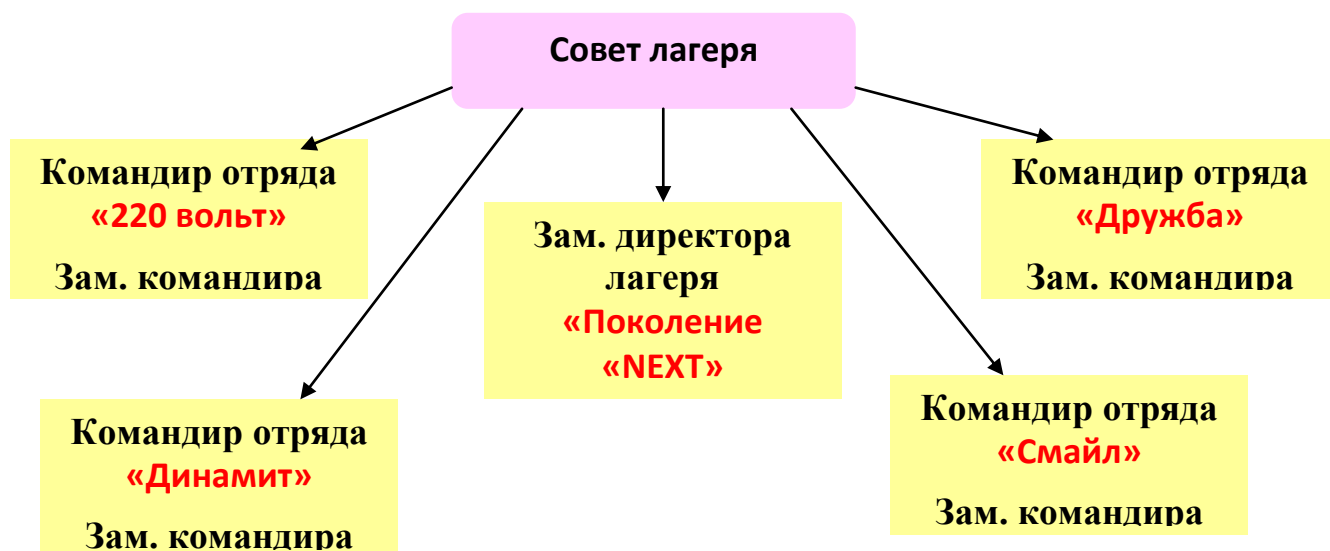 Совет лагеря
Командир отряда
«220 вольт»
Зам. командира
Зам. директора
лагеря
«Поколение
«NEXT»
Командир отряда
«Дружба»
Зам. командира
Командир отряда
«Динамит»
Зам. командира
Командир отряда
«Смайл»
Зам. командира